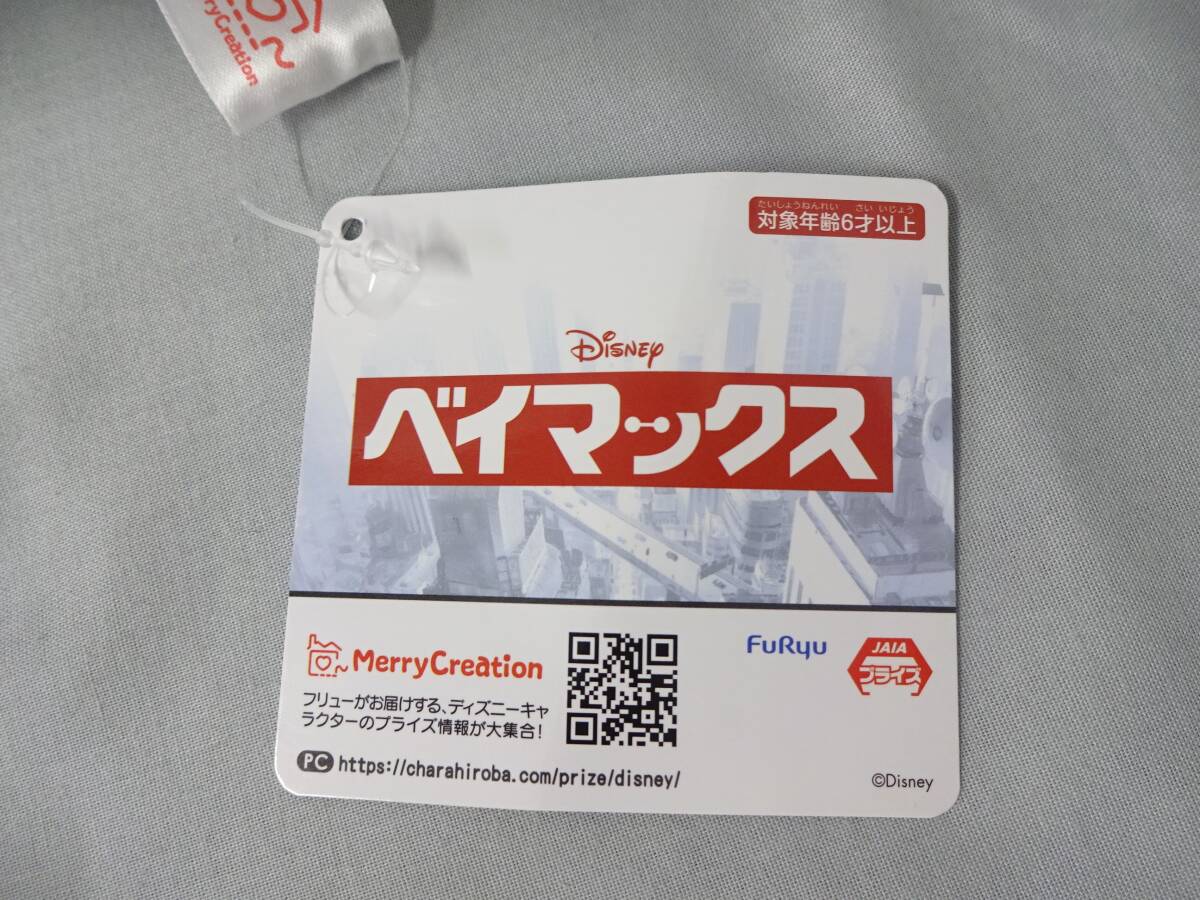 rryCreation
たいしょうねんれい さい いじょう
対象年齢6才以上
Disney
ベイマックス
MerryCreation
フリューがお届けする、ディズニーキャ
ラクターのプライズ情報が大集合!
PC https://charahiroba.com/prize/disney/
FuRyu
JAIA
プライズ
©Disney